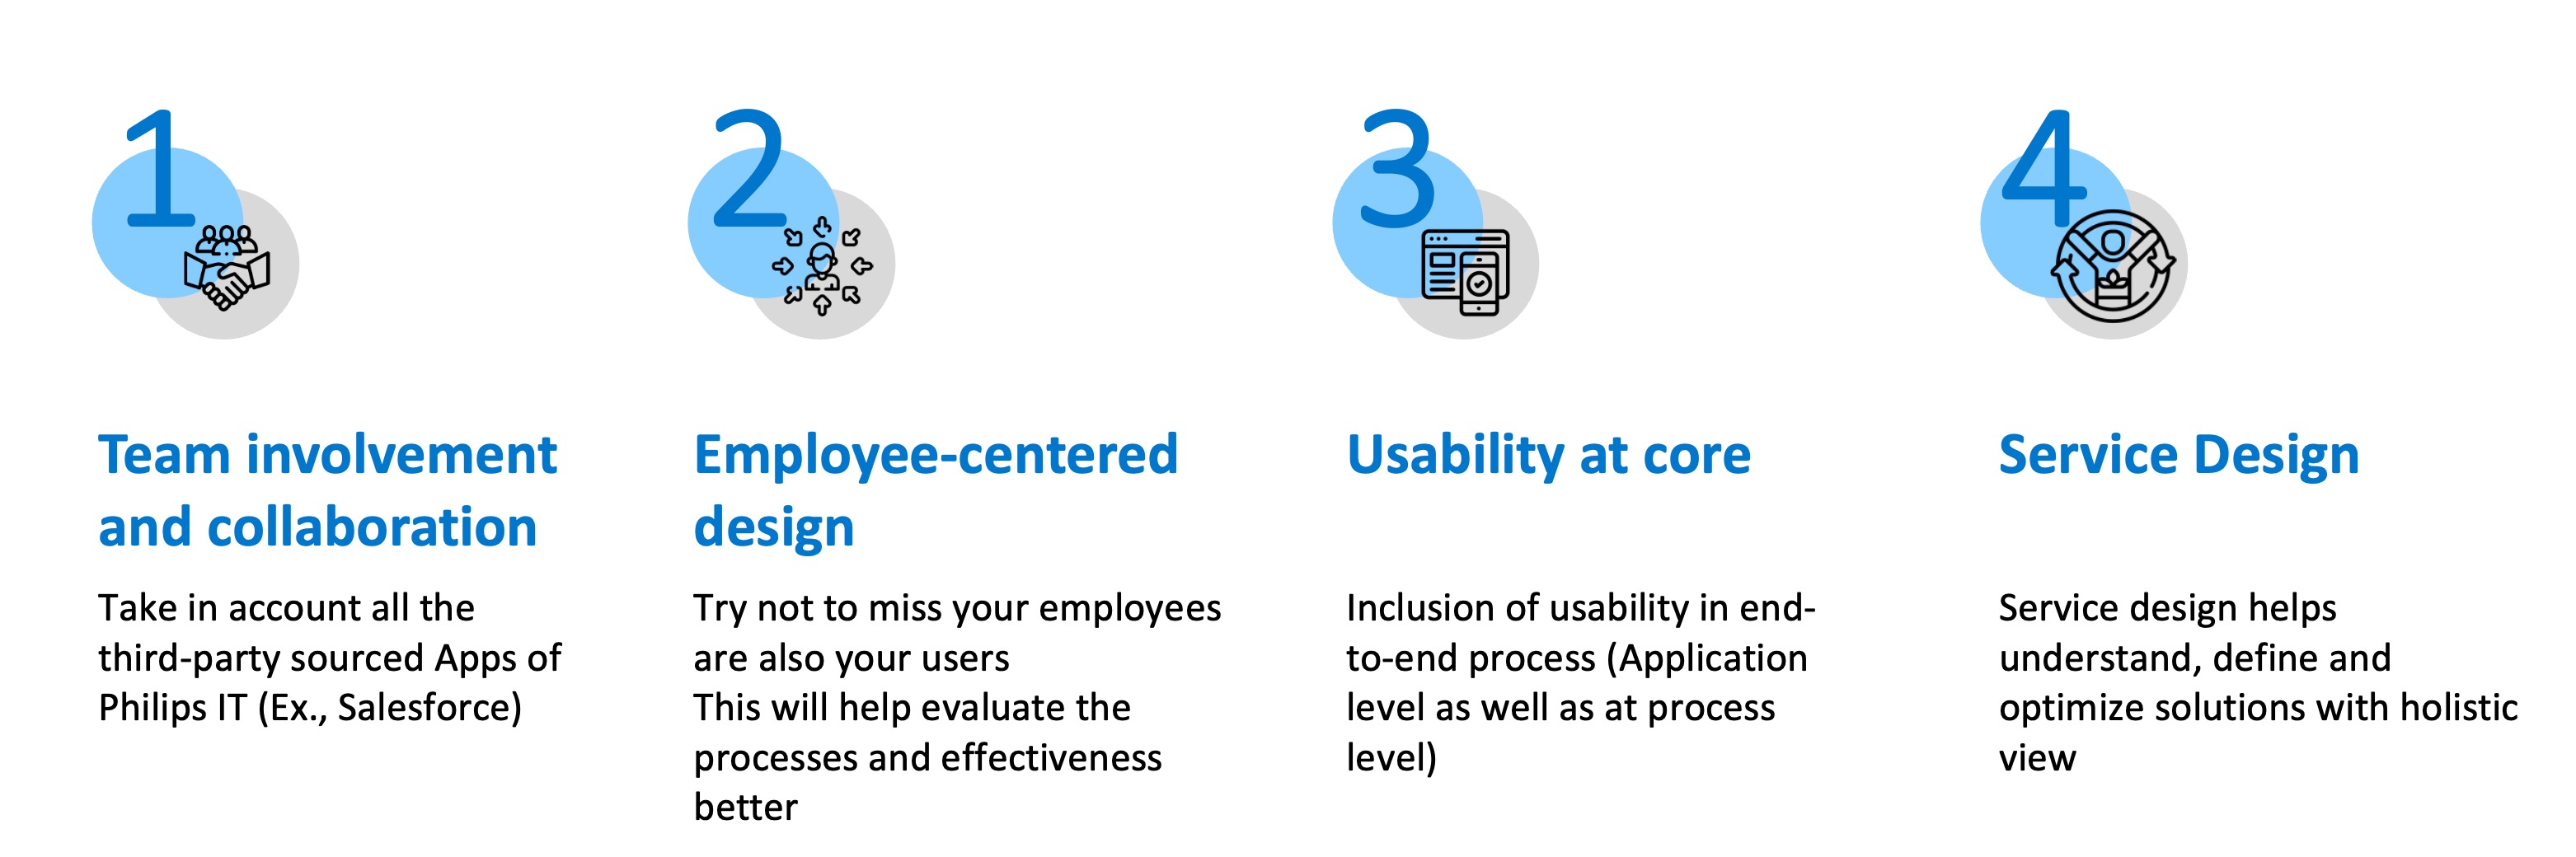 1
Team involvement
and collaboration
Take in account all the
third-party sourced Apps of
Philips IT (Ex., Salesforce)
2
Employee-centered
design
Try not to miss your employees
are also your users
This will help evaluate the
processes and effectiveness
better
3
Usability at core
Inclusion of usability in end-
to-end process (Application
level as well as at process
level)
4
Service Design
Service design helps
understand, define and
optimize solutions with holistic
view